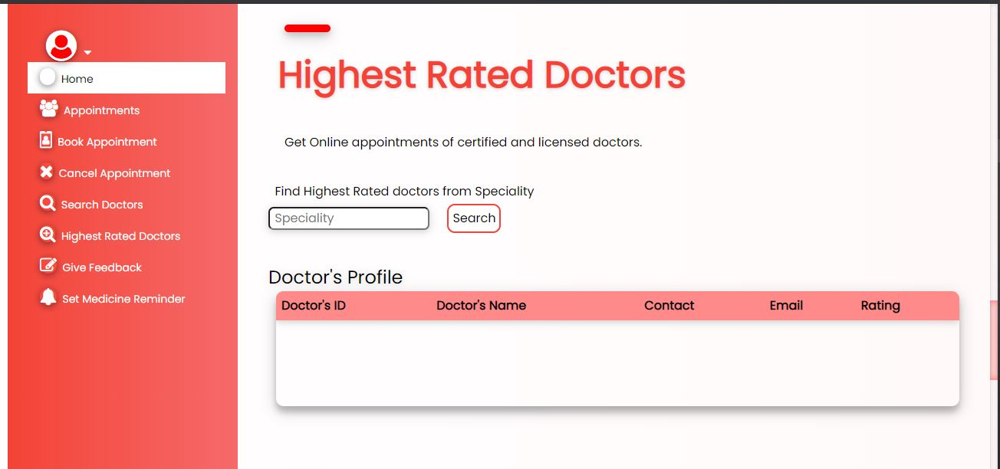 Home
Appointments
Book Appointment
Cancel Appointment
Search Doctors
Highest Rated Doctors
Give Feedback
Set Medicine Reminder
Highest Rated Doctors
Get Online appointments of certified and licensed doctors.
Find Highest Rated doctors from Speciality
Speciality Search
Doctor's Profile
Doctor's ID Doctor's Name Contact Email Rating